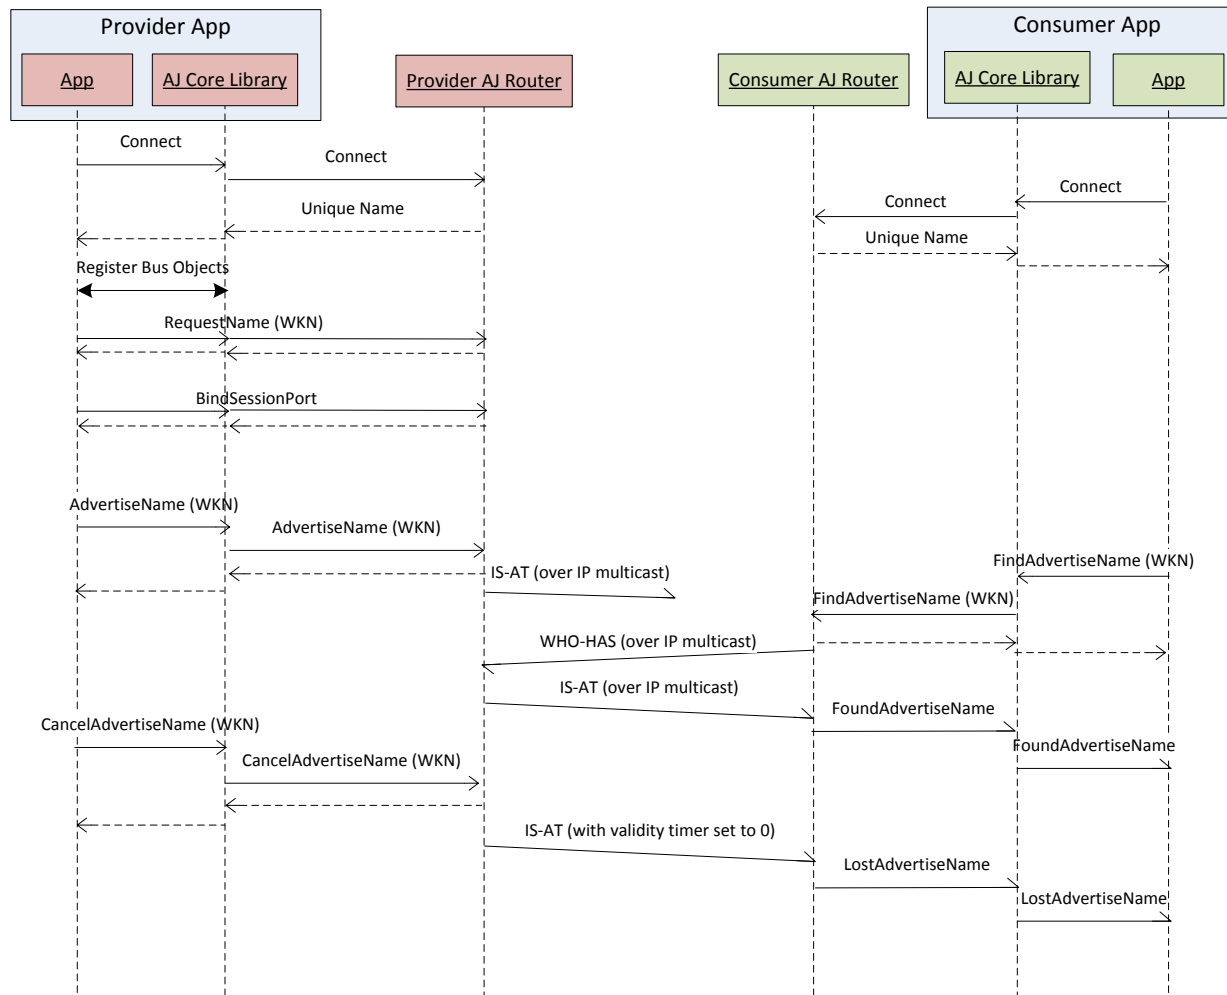 Provider App
Consumer App
App
AJ Core Library
Provider AJ Router
Consumer AJ Router
AJ Core Library
App
Connect
Connect
Connect
Connect
Unique Name
Unique Name
Register Bus Objects
RequestName (WKN)
BindSessionPort
AdvertiseName (WKN)
AdvertiseName (WKN)
FindAdvertiseName (WKN)
IS-AT (over IP multicast)
FindAdvertiseName (WKN)
WHO-HAS (over IP multicast)
IS-AT (over IP multicast)
FoundAdvertiseName
CancelAdvertiseName (WKN)
FoundAdvertiseName
CancelAdvertiseName (WKN)
IS-AT (with validity timer set to 0)
LostAdvertiseName
LostAdvertiseName